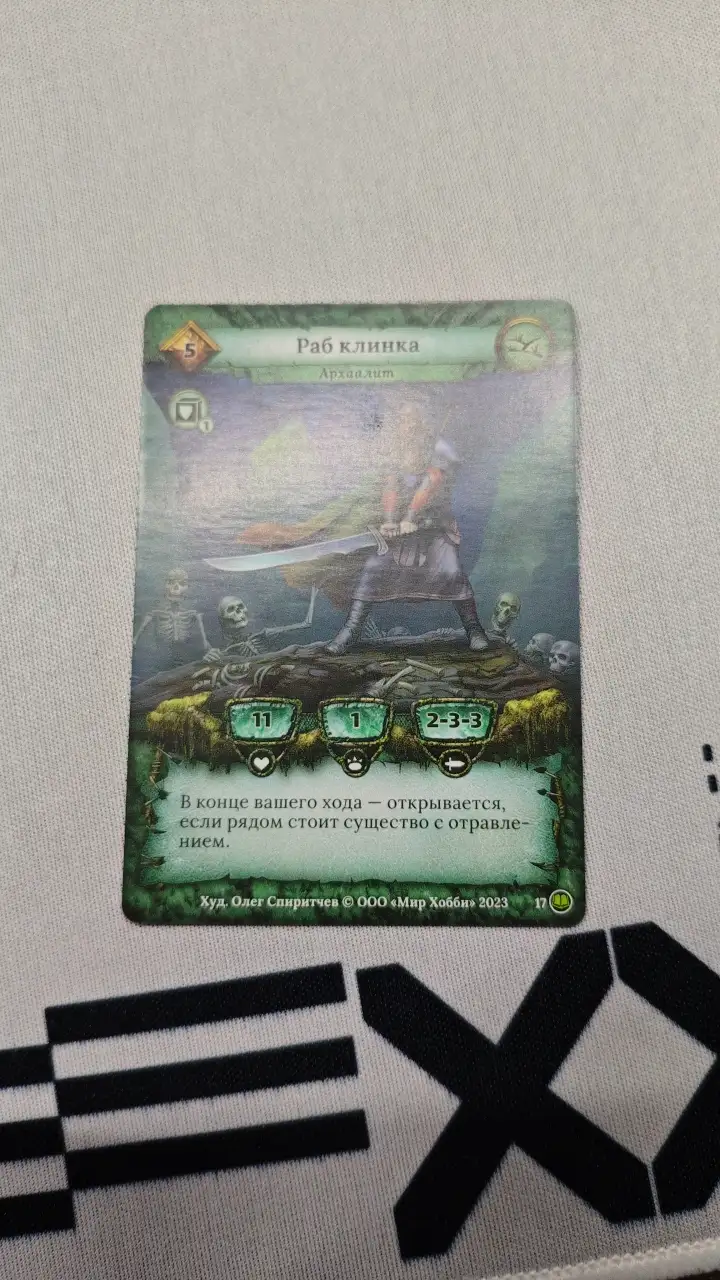 5
Раб клинка
Архаалит
1
11
1
2-3-3
В конце вашего хода — открывается,
если рядом стоит существо с отравле-
нием.
Худ. Олег Спиритчев © ООО «Мир Хобби» 2023
17